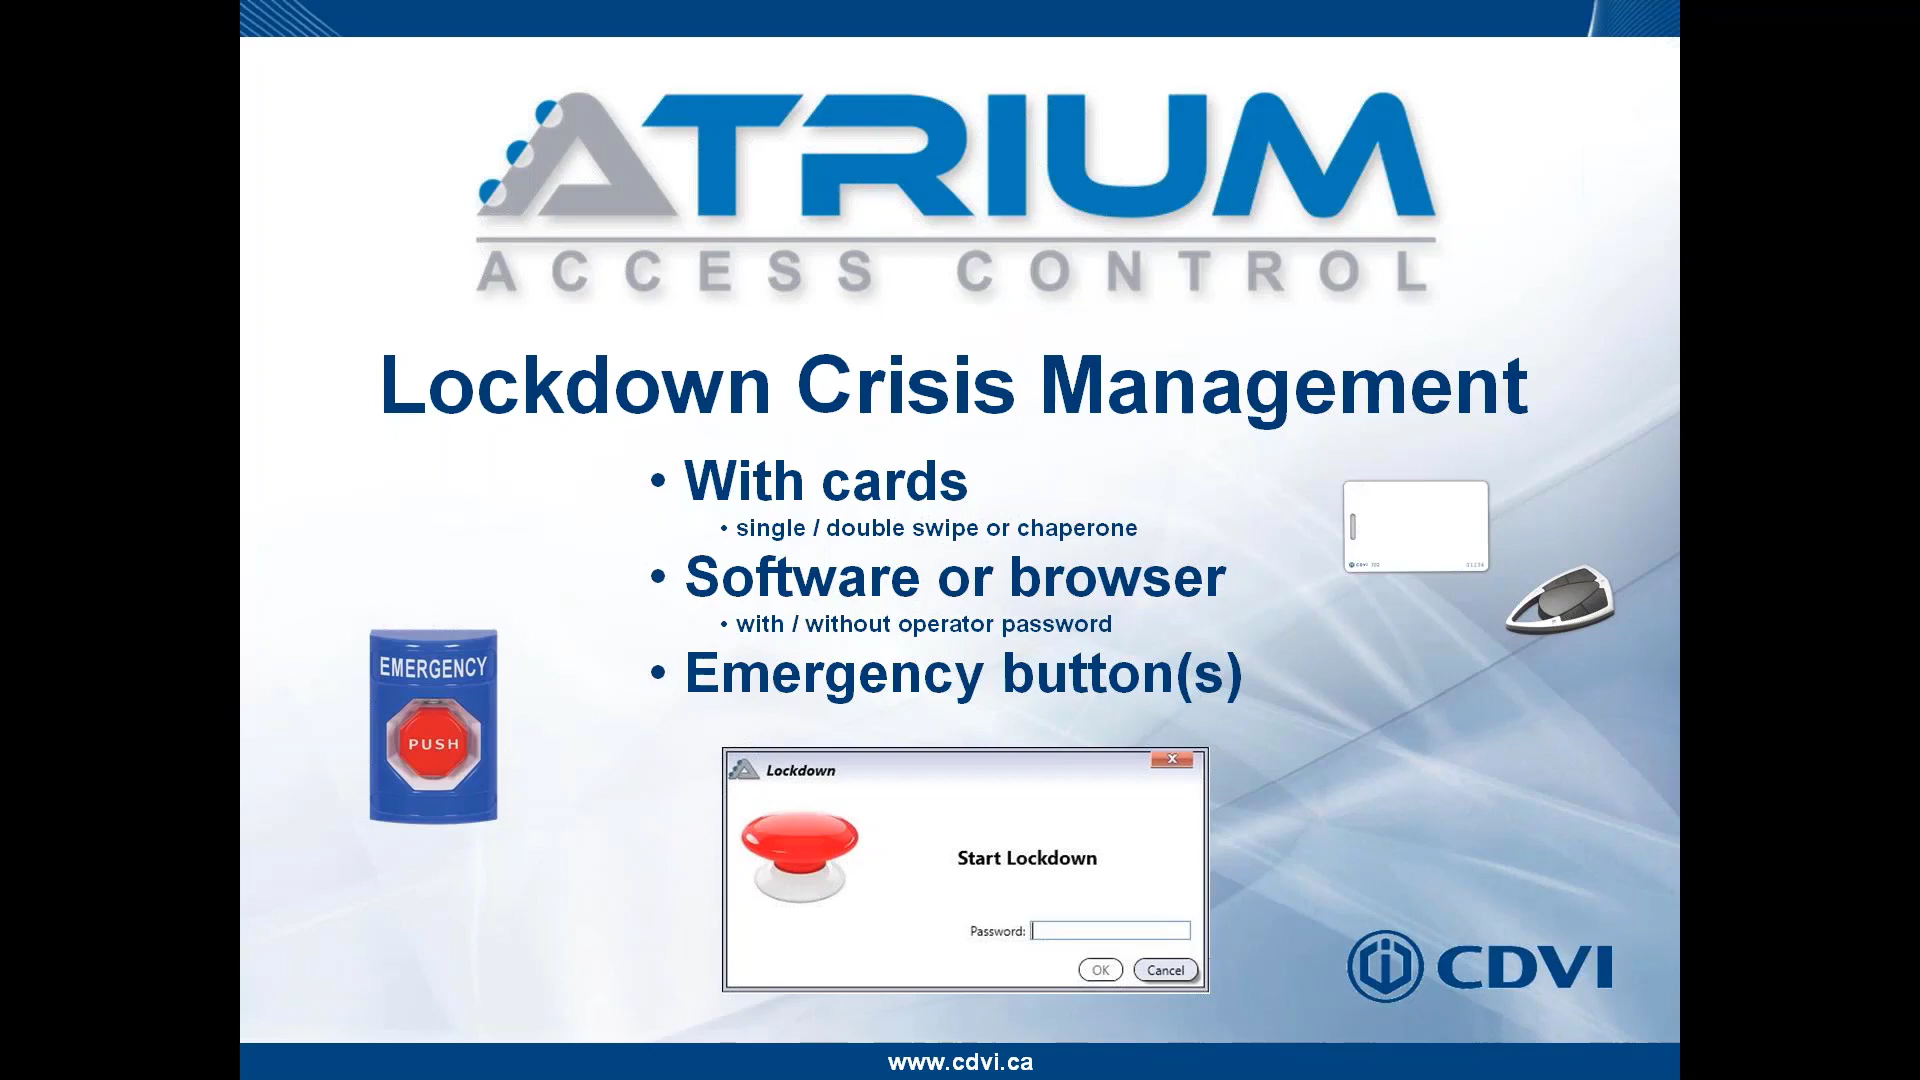 ATRIUM
ACCESS CONTROL
Lockdown Crisis Management
• With cards
• single / double swipe or chaperone
• Software or browser
• with / without operator password
• Emergency button(s)
EMERGENCY
PUSH
Lockdown
X
Start Lockdown
Password:
OK Cancel
CDVI
www.cdvi.ca